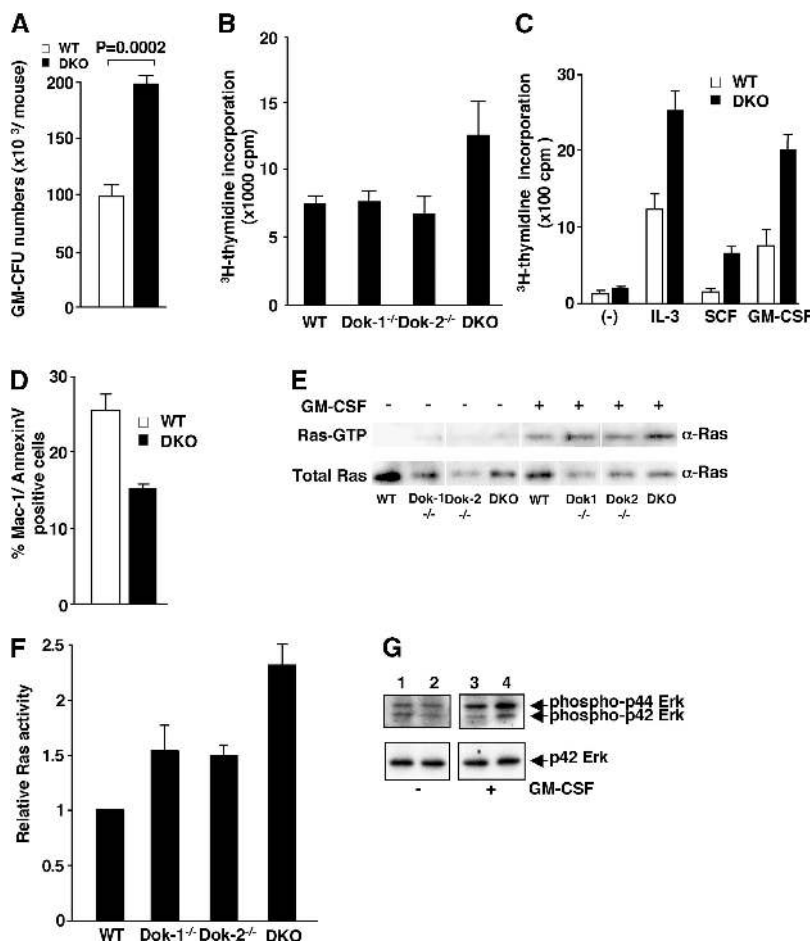 A
WT
DKO
P=0.0002
GM-CFU numbers (x10 ³/ mouse)
200
150
100
50
B
³H-thymidine incorporation
(x1000 cpm)
20
15
10
5
0
WT Dok-1⁻/⁻ Dok-2⁻/⁻ DKO
C
³H-thymidine incorporation
(x100 cpm )
30
20
10
0
WT
DKO
(-) IL-3 SCF GM-CSF
D
% Mac-1/ AnnexinV
positive cells
30
20
10
0
WT
DKO
E
GM-CSF - - - - + + + +
Ras-GTP α-Ras
Total Ras α-Ras
WT Dok-1 Dok-2 DKO WT Dok1 Dok2 DKO
-/- -/- -/- -/-
F
Relative Ras activity
2.5
2
1.5
1
0.5
0
WT Dok-1⁻/⁻ Dok-2⁻/⁻ DKO
G
1 2 3 4
phospho-p44 Erk
phospho-p42 Erk
p42 Erk
- + GM-CSF